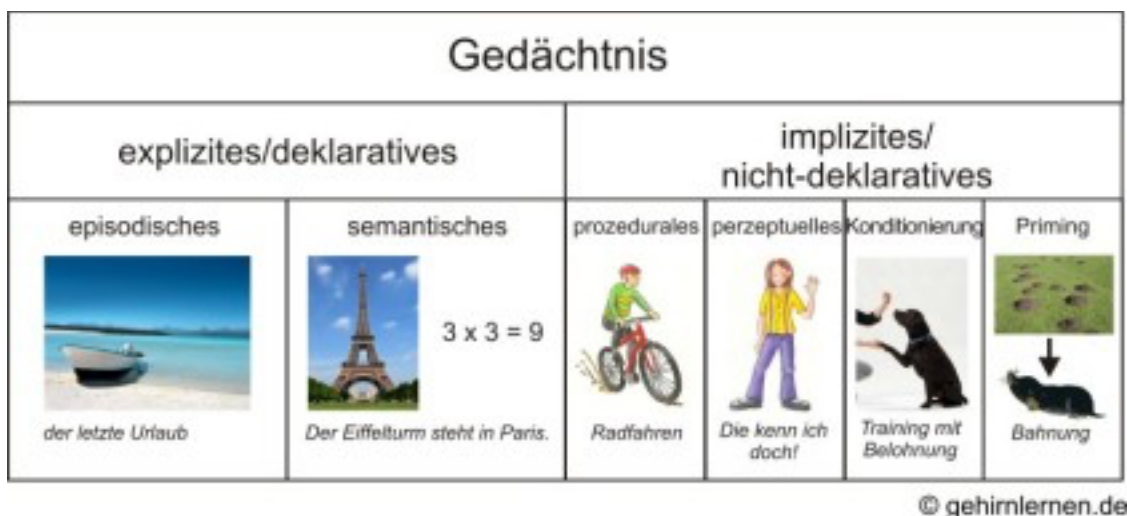 Gedächtnis
explizites/deklaratives
implizites/
nicht-deklaratives
episodisches
semantisches
prozedurales
perzeptuelles
Konditionierung
Priming
3 x 3 = 9
der letzte Urlaub
Der Eiffelturm steht in Paris.
Radfahren
Die kenn ich
doch!
Training mit
Belohnung
Bahnung
© gehirnlernen.de